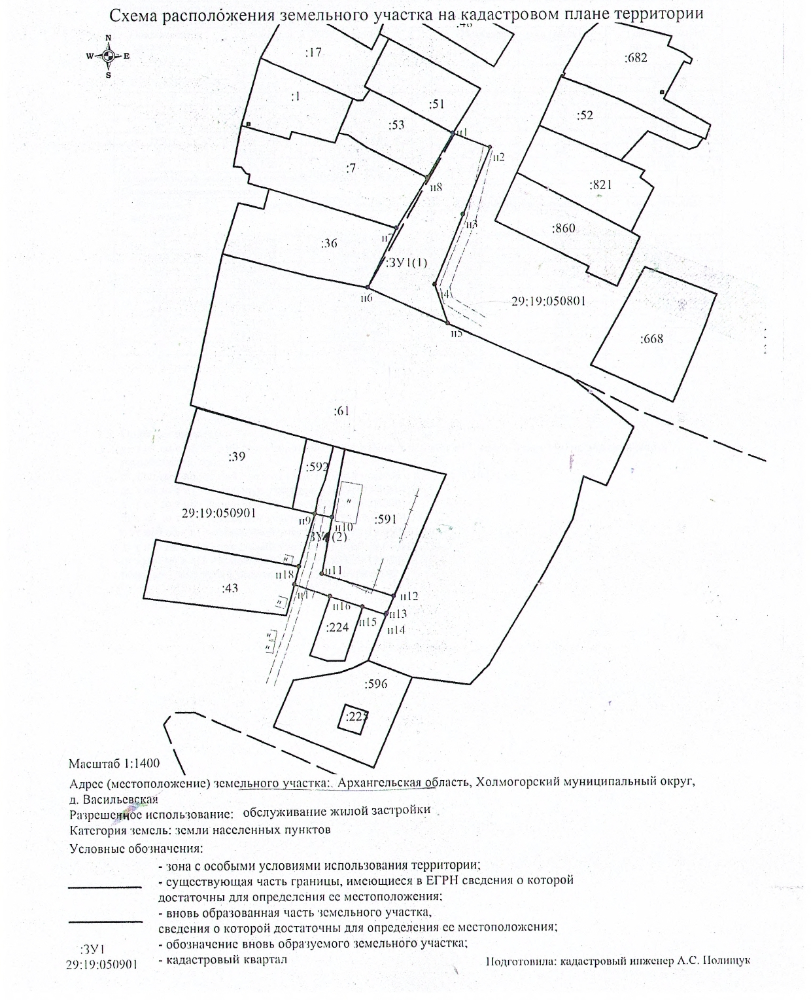 Схема расположения земельного участка на кадастровом плане территории
N
W E
S
:17
:682
:1
:51
:52
:53
н1
н2
:7
н8
:821
н3
:860
н7
:36
:ЗУ1(1)
н6
н4
29:19:050801
н5
:668
:61
:39
:592
н
29:19:050901
н9
н10
:591
(2)
н11
н18
:43
н17
н12
н16
н13
н
н15
:224
н14
н
н
:596
:225
Масштаб 1:1400
Адрес (местоположение) земельного участка:. Архангельская область, Холмогорский муниципальный округ,
д. Васильевская
Разрешенное использование: обслуживание жилой застройки
Категория земель: земли населенных пунктов
Условные обозначения:
- зона с особыми условиями использования территории;
- существующая часть границы, имеющиеся в ЕГРН сведения о которой
достаточны для определения ее местоположения;
- вновь образованная часть земельного участка,
сведения о которой достаточны для определения ее местоположения;
:ЗУ1 - обозначение вновь образуемого земельного участка;
29:19:050901 - кадастровый квартал
Подготовила: кадастровый инженер А.С. Полищук